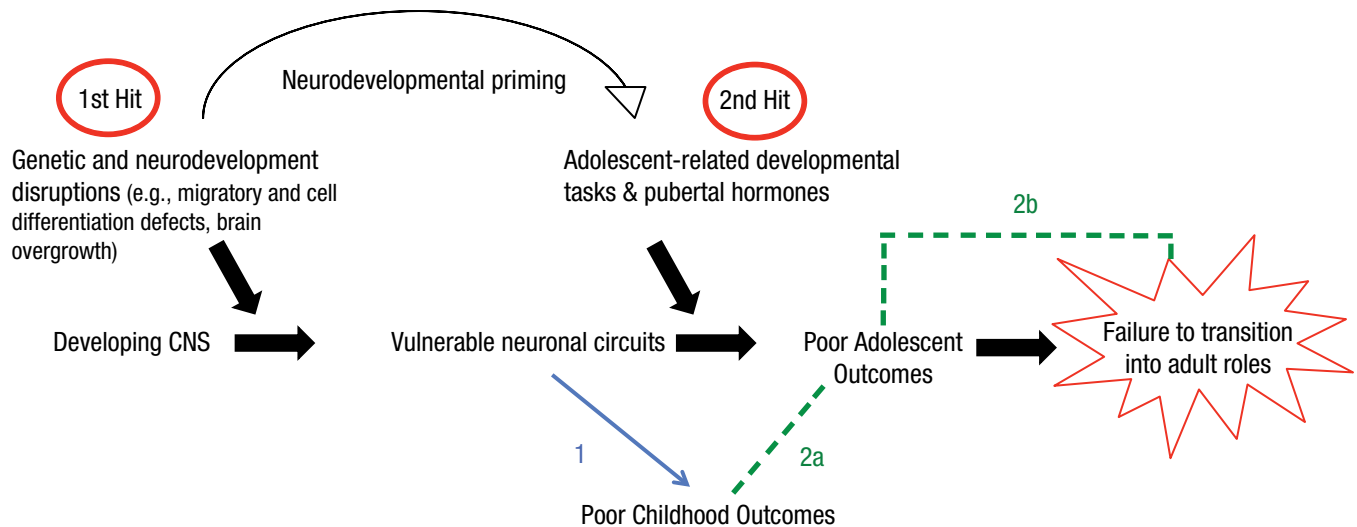 1st Hit
Neurodevelopmental priming
2nd Hit
Genetic and neurodevelopment
disruptions (e.g., migratory and cell
differentiation defects, brain
overgrowth)
Adolescent-related developmental
tasks & pubertal hormones
2b
Developing CNS
Vulnerable neuronal circuits
Poor Adolescent
Outcomes
Failure to transition
into adult roles
1
2a
Poor Childhood Outcomes